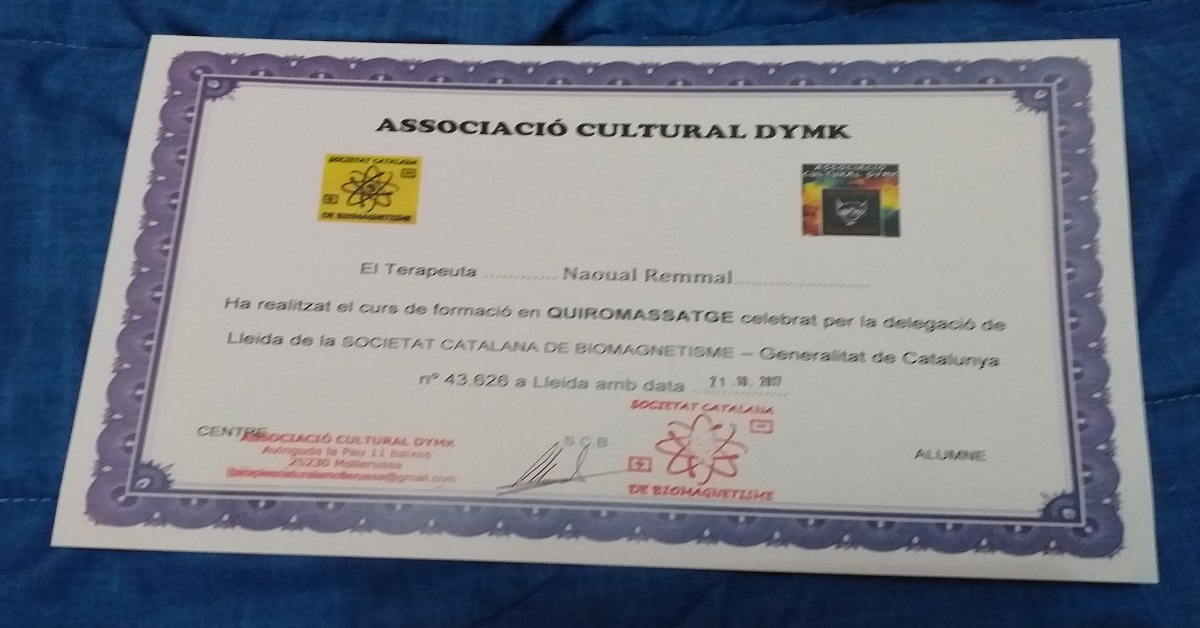 ASSOCIACIÓ CULTURAL DYMK
SOCIETAT CATALANA
DE BIOMAGNETISME
ASSOCIACIO
CULTURAL DYMK
El Terapeuta ............ Naoual Remmal......................
Ha realitzat el curs de formació en QUIROMASSATGE celebrat per la delegació de
Lleida de la SOCIETAT CATALANA DE BIOMAGNETISME – Generalitat de Catalunya
nº 43.626 a Lleida amb data 21 .10. 2017
CENTRE
ASSOCIACIÓ CULTURAL DYMK
Avinguda la Pau 11 baixos
25230 Mollerussa
S C B
SOCIETAT CATALANA
DE BIOMAGNETISME
ALUMNE